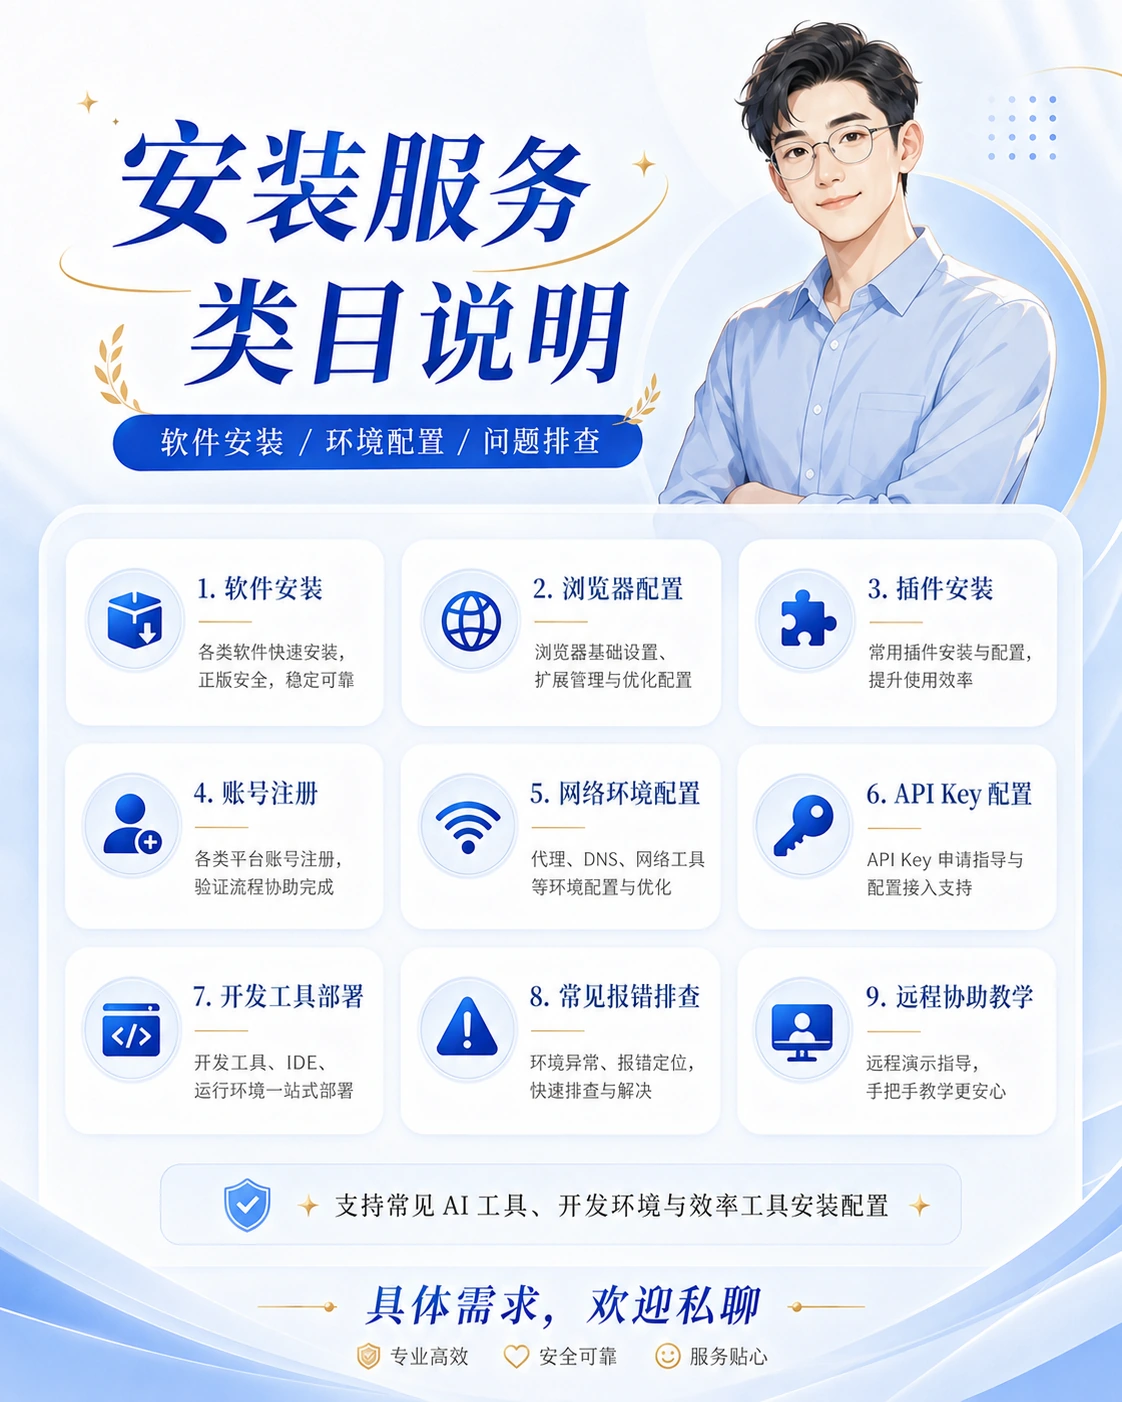 安装服务
类目说明
软件安装 / 环境配置 / 问题排查
1. 软件安装
各类软件快速安装，
正版安全，稳定可靠
2. 浏览器配置
浏览器基础设置、
扩展管理与优化配置
3. 插件安装
常用插件安装与配置，
提升使用效率
4. 账号注册
各类平台账号注册，
验证流程协助完成
5. 网络环境配置
代理、DNS、网络工具
等环境配置与优化
6. API Key 配置
API Key 申请指导与
配置接入支持
7. 开发工具部署
开发工具、IDE、
运行环境一站式部署
8. 常见报错排查
环境异常、报错定位，
快速排查与解决
9. 远程协助教学
远程演示指导，
手把手教学更安心
支持常见 AI 工具、开发环境与效率工具安装配置
具体需求，欢迎私聊
专业高效 安全可靠 服务贴心